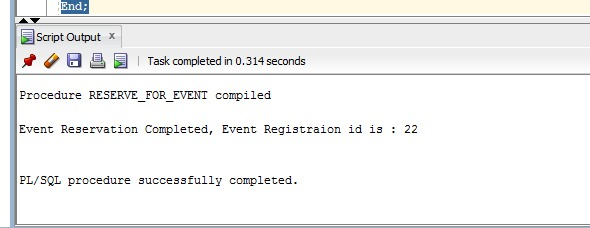 End;
Script Output x
Task completed in 0.314 seconds
Procedure RESERVE_FOR_EVENT compiled
Event Reservation Completed, Event Registraion id is : 22
PL/SQL procedure successfully completed.